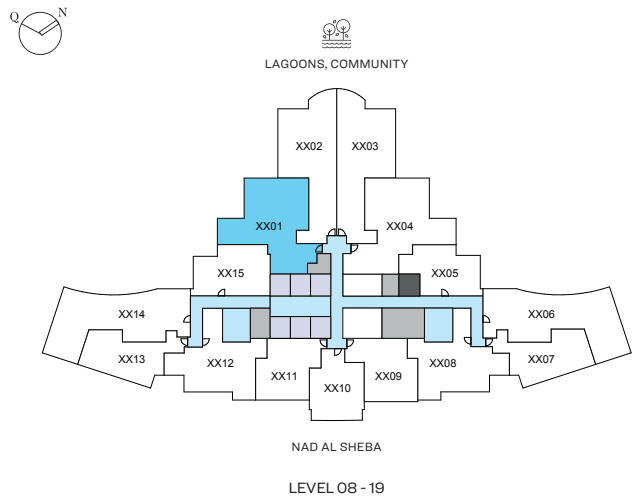 Q N
LAGOONS, COMMUNITY
XX02 XX03
XX01 XX04
XX15 XX05
XX14 XX06
XX13 XX12 XX08 XX07
XX11 XX10 XX09
NAD AL SHEBA
LEVEL 08 - 19